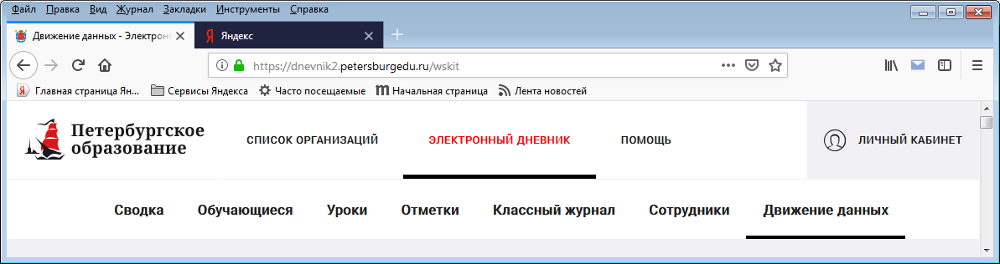 Файл Правка Вид Журнал Закладки Инструменты Справка
Движение данных - Электрон
Яндекс
https://dnevnik2.petersburgedu.ru/wskit
Главная страница Ян... Сервисы Яндекса Часто посещаемые Начальная страница Лента новостей
Петербургское
образование
СПИСОК ОРГАНИЗАЦИЙ ЭЛЕКТРОННЫЙ ДНЕВНИК ПОМОЩЬ ЛИЧНЫЙ КАБИНЕТ
Сводка Обучающиеся Уроки Отметки Классный журнал Сотрудники Движение данных